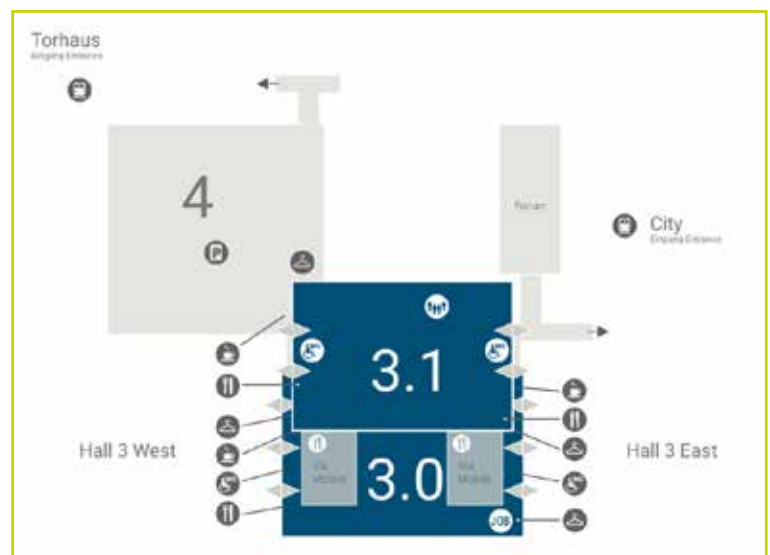 Torhaus
Eingang Entrance
4
P
Forum
City
Eingang Entrance
3.1
Hall 3 West
Hall 3 East
3.0
JOB